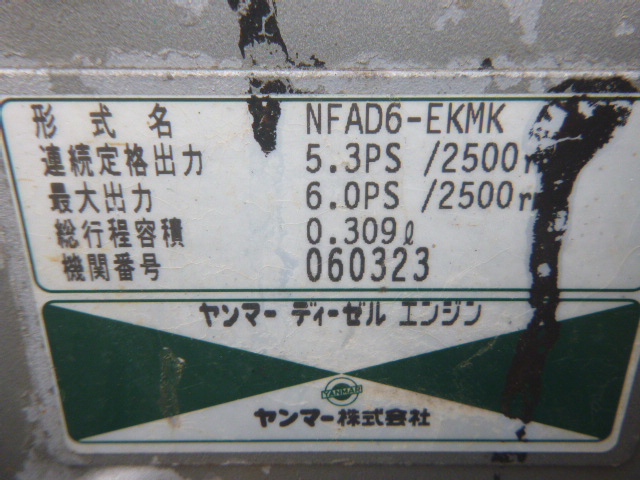 形式名 NFAD6-EKMK
連続定格出力 5.3PS /2500r
最大出力 6.0PS /2500r
総行程容積 0.309ℓ
機関番号 060323
ヤンマー ディーゼル エンジン
YANMAR
ヤンマー株式会社